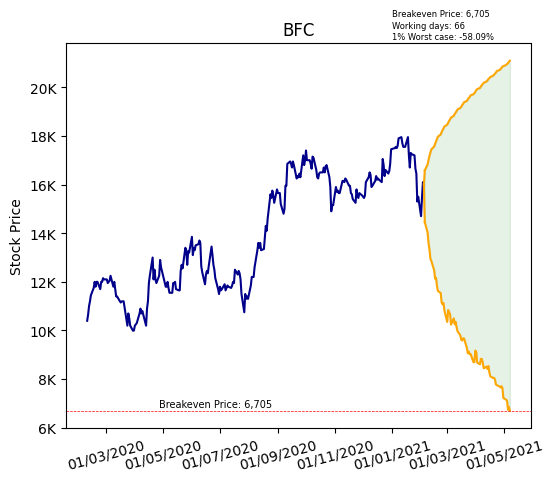 Breakeven Price: 6,705
Working days: 66
1% Worst case: -58.09%
BFC
Stock Price
20K
18K
16K
14K
12K
10K
8K
6K
Breakeven Price: 6,705
01/03/2020
01/05/2020
01/07/2020
01/09/2020
01/11/2020
01/01/2021
01/03/2021
01/05/2021